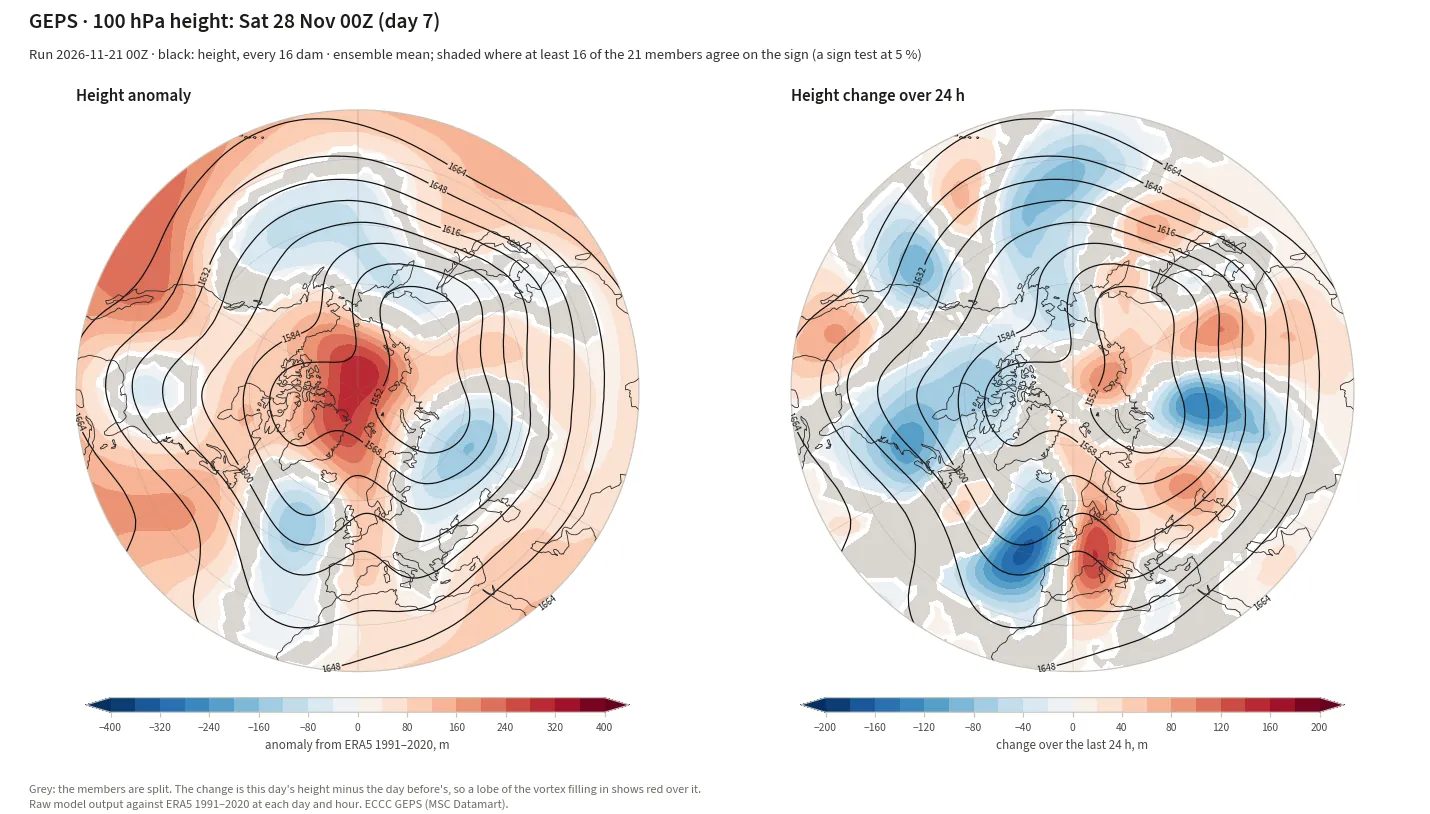 GEPS · 100 hPa height: Sat 28 Nov 00Z (day 7)
Run 2026-11-21 00Z · black: height, every 16 dam · ensemble mean; shaded where at least 16 of the 21 members agree on the sign (a sign test at 5 %)
Height anomaly
Height change over 24 h
1664
1648
1616
1632
1584
1552
1568
1600
1664
1664
1648
1664
1648
1616
1632
1584
1552
1568
1600
1664
1664
1648
−400 −320 −240 −160 −80 0 80 160 240 320 400
anomaly from ERA5 1991–2020, m
−200 −160 −120 −80 −40 0 40 80 120 160 200
change over the last 24 h, m
Grey: the members are split. The change is this day's height minus the day before's, so a lobe of the vortex filling in shows red over it.
Raw model output against ERA5 1991–2020 at each day and hour. ECCC GEPS (MSC Datamart).